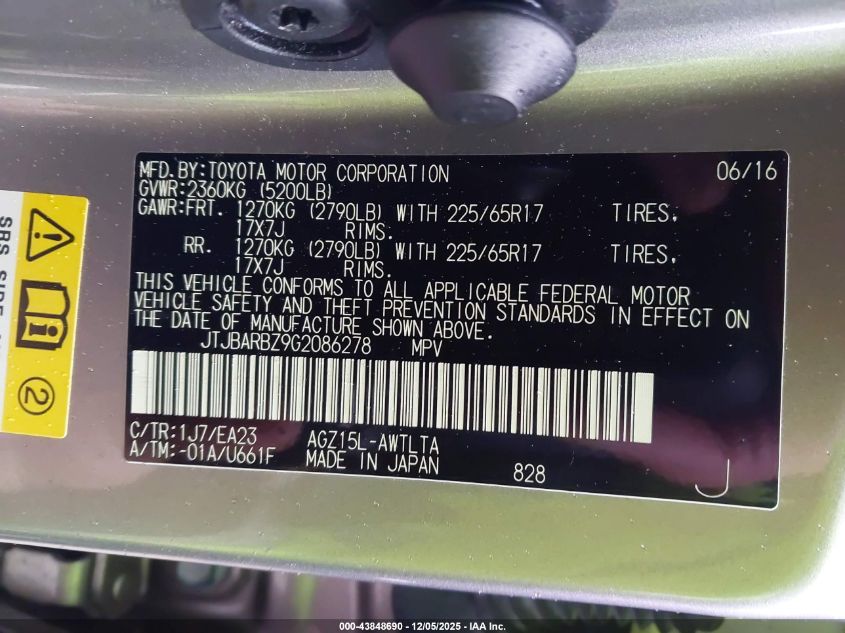 MFD.BY:TOYOTA MOTOR CORPORATION 06/16
GVWR:2360KG (5200LB)
GAWR:FRT. 1270KG (2790LB) WITH 225/65R17 TIRES,
17X7J RIMS.
RR. 1270KG (2790LB) WITH 225/65R17 TIRES,
17X7J RIMS.
THIS VEHICLE CONFORMS TO ALL APPLICABLE FEDERAL MOTOR
VEHICLE SAFETY AND THEFT PREVENTION STANDARDS IN EFFECT ON
THE DATE OF MANUFACTURE SHOWN ABOVE.
JTJBARBZ9G2086278 MPV
C/TR:1J7/EA23 AGZ15L-AWTLTA
A/TM:-01A/U661F MADE IN JAPAN 828 J
SRS SIDE
2
000-43848690 - 12/05/2025 - IAA Inc.